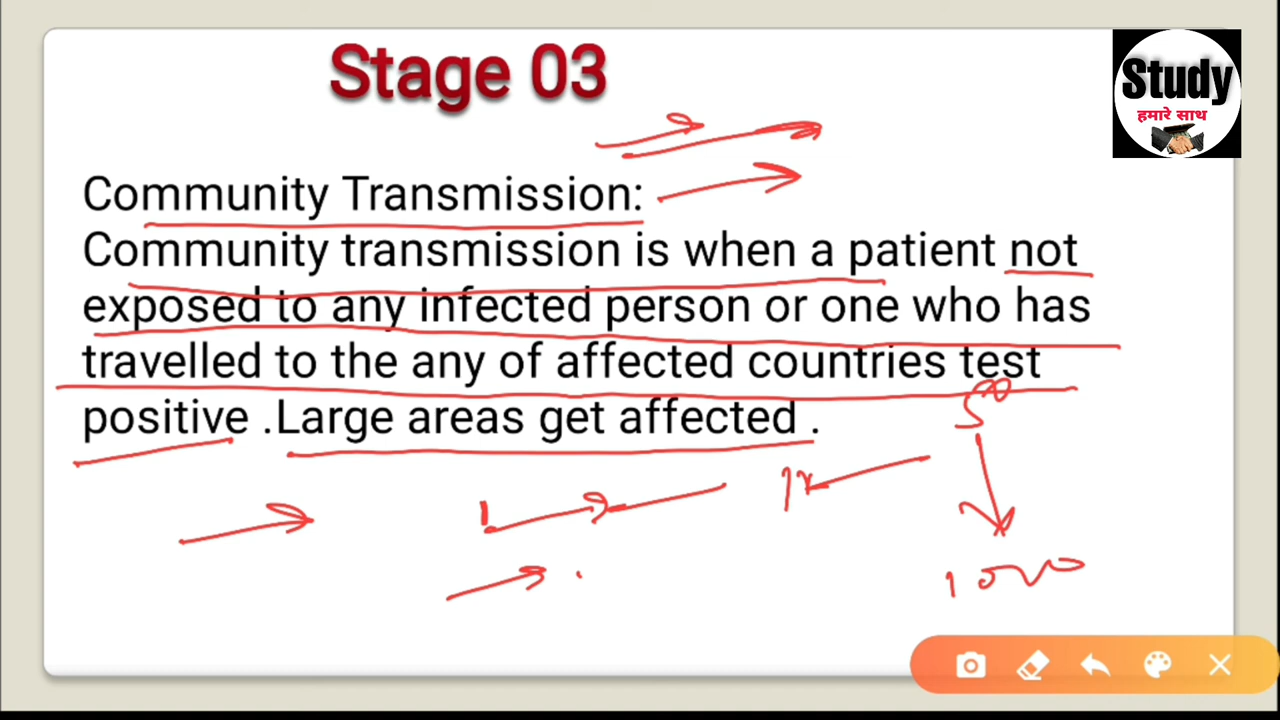 Stage 03
Study
हमारे साथ
Community Transmission:
Community transmission is when a patient not
exposed to any infected person or one who has
travelled to the any of affected countries test
positive .Large areas get affected .